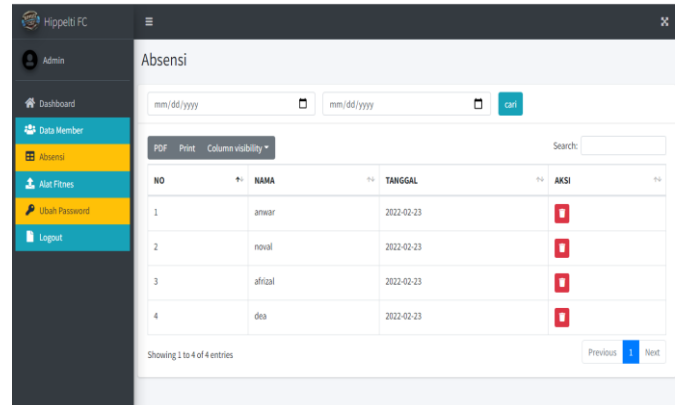 Hippelti FC
Admin
Dashboard
Data Member
Absensi
Alat Fitnes
Ubah Password
Logout
Absensi
mm/dd/yyyy mm/dd/yyyy cari
PDF Print Column visibility Search:
NO NAMA TANGGAL AKSI
1 anwar 2022-02-23
2 noval 2022-02-23
3 afrizal 2022-02-23
4 dea 2022-02-23
Showing 1 to 4 of 4 entries Previous 1 Next